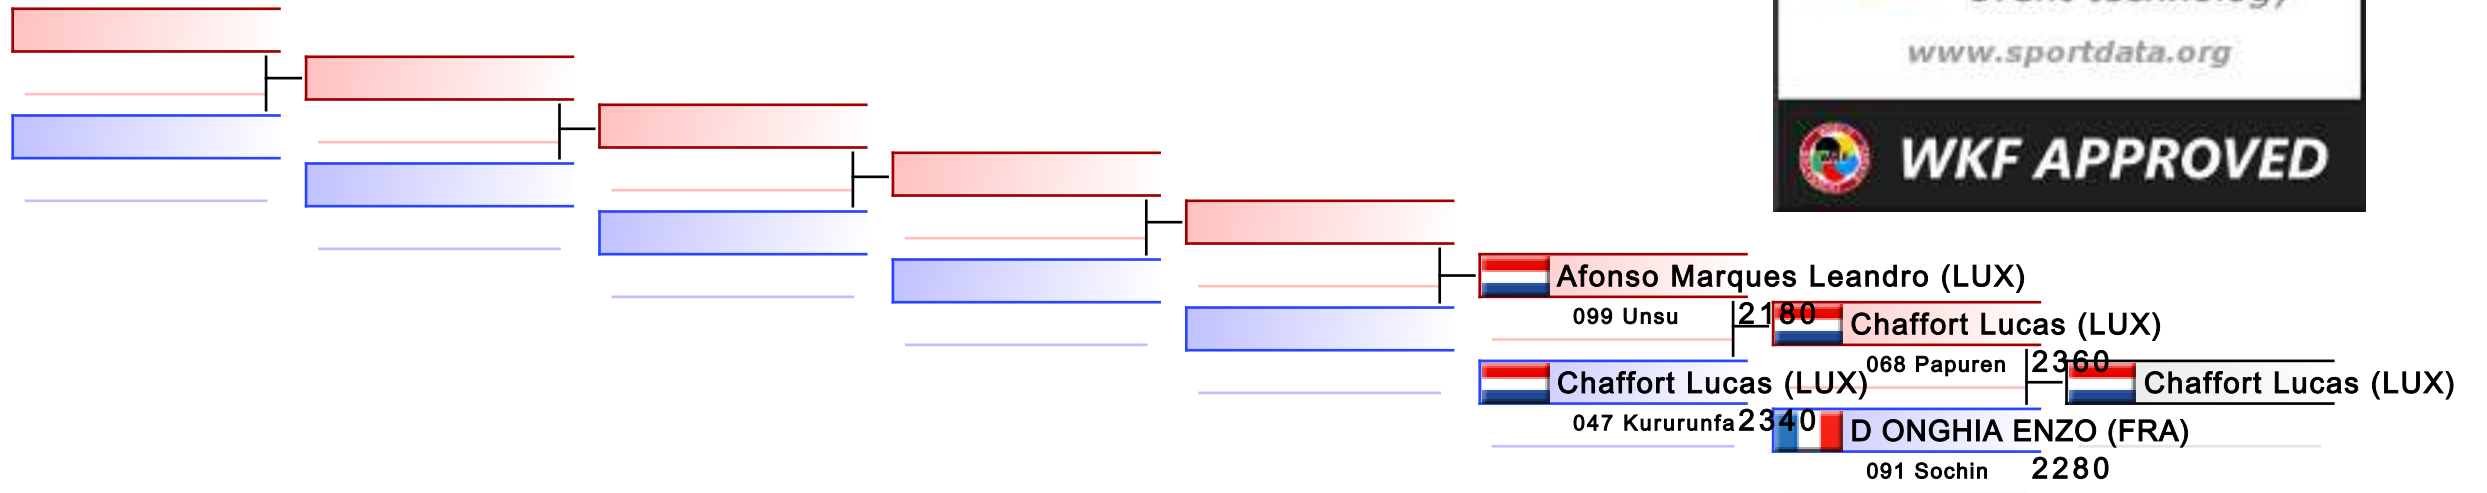 www.sportdata.org
WKF APPROVED
Afonso Marques Leandro (LUX)
099 Unsu 2180
Chaffort Lucas (LUX)
068 Papuren 2360
Chaffort Lucas (LUX)
047 Kururunfa 2340
Chaffort Lucas (LUX)
D ONGHIA ENZO (FRA)
091 Sochin 2280